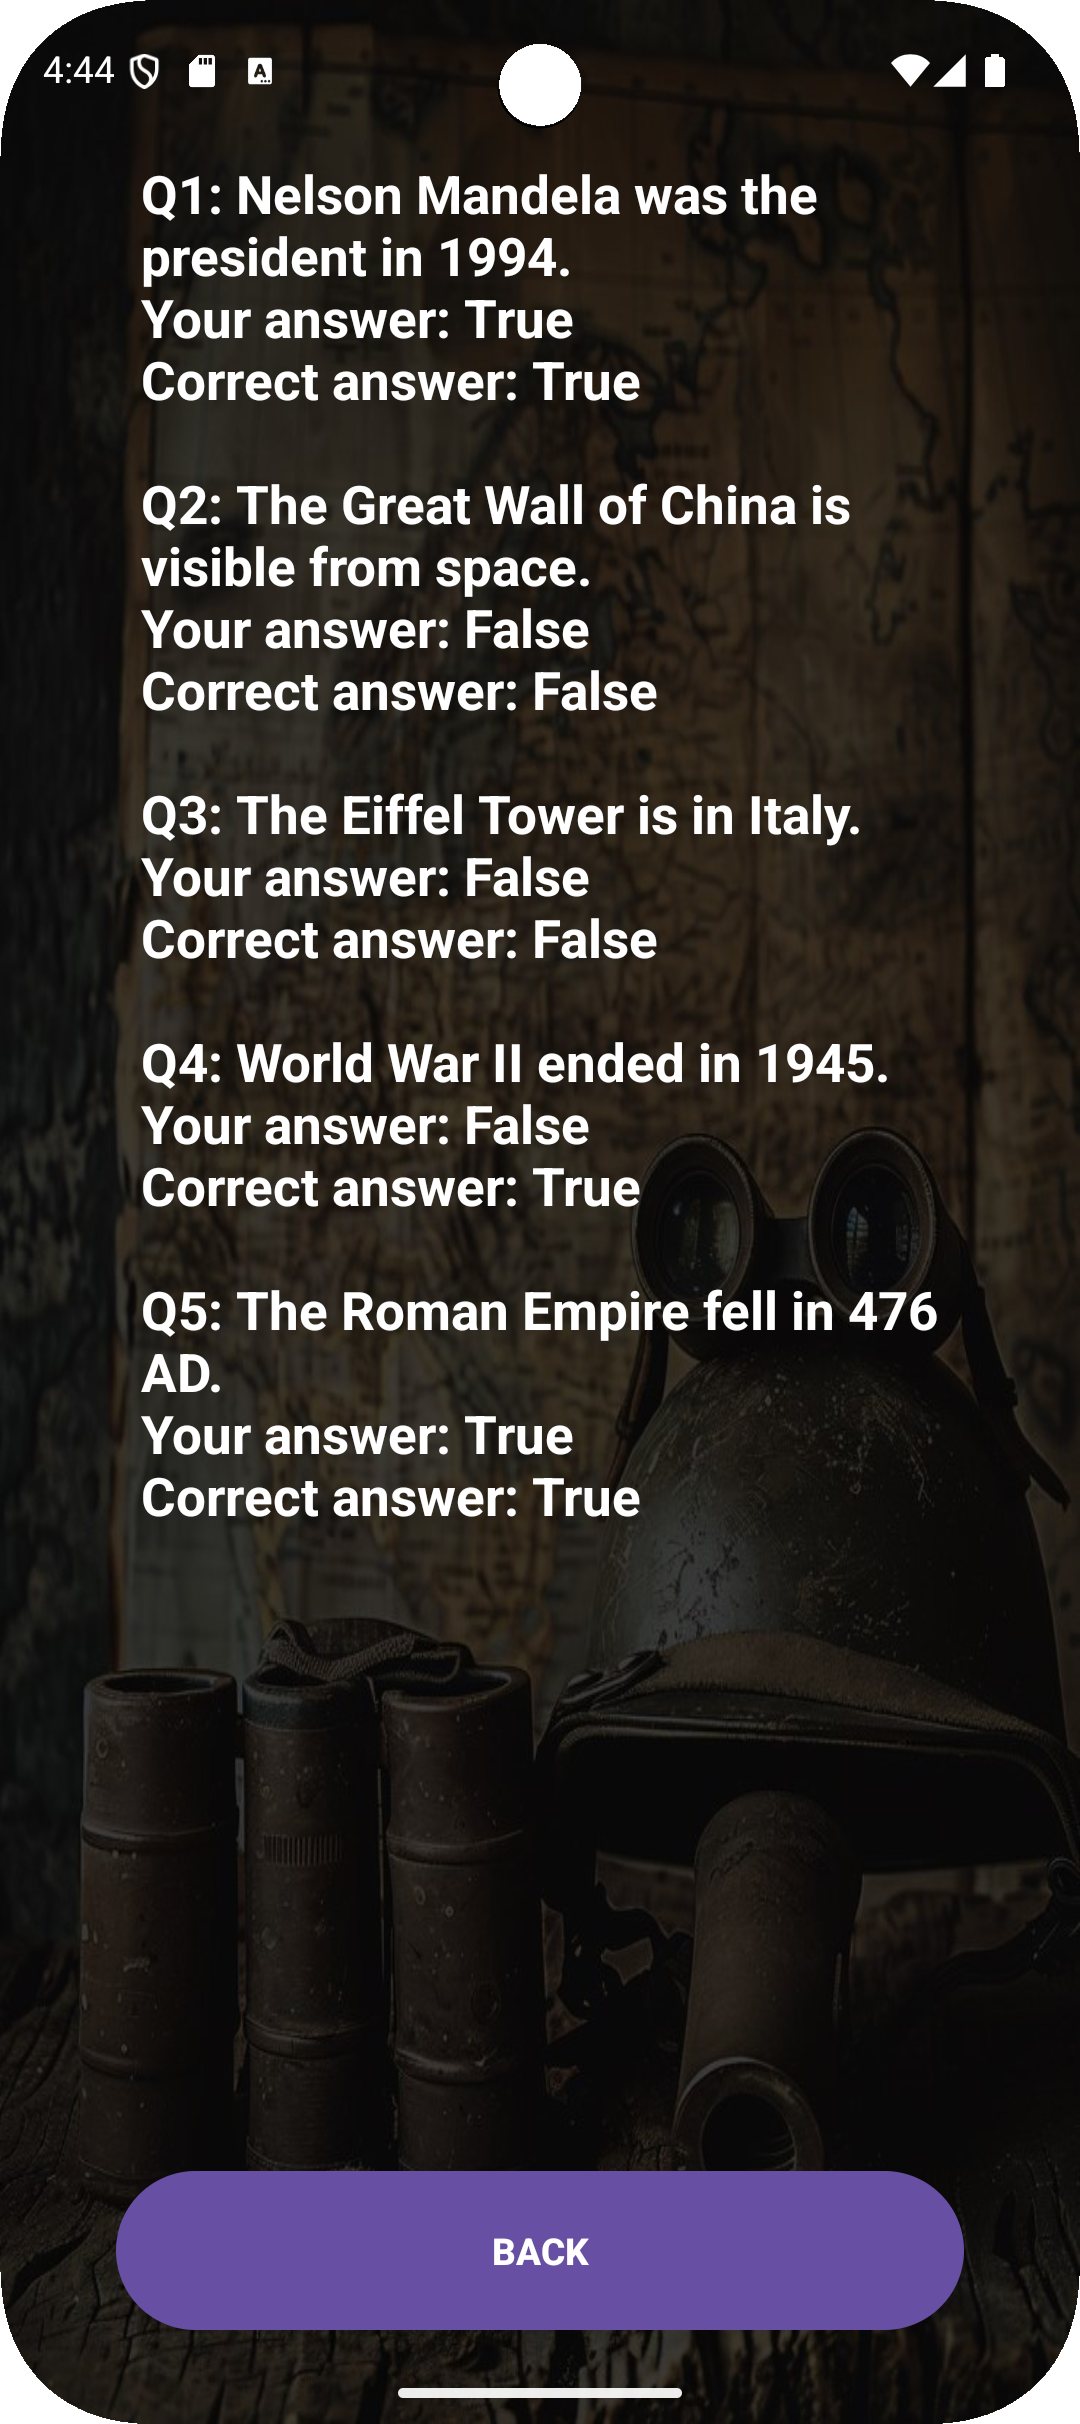 4:44
Q1: Nelson Mandela was the
president in 1994.
Your answer: True
Correct answer: True
Q2: The Great Wall of China is
visible from space.
Your answer: False
Correct answer: False
Q3: The Eiffel Tower is in Italy.
Your answer: False
Correct answer: False
Q4: World War II ended in 1945.
Your answer: False
Correct answer: True
Q5: The Roman Empire fell in 476
AD.
Your answer: True
Correct answer: True
BACK